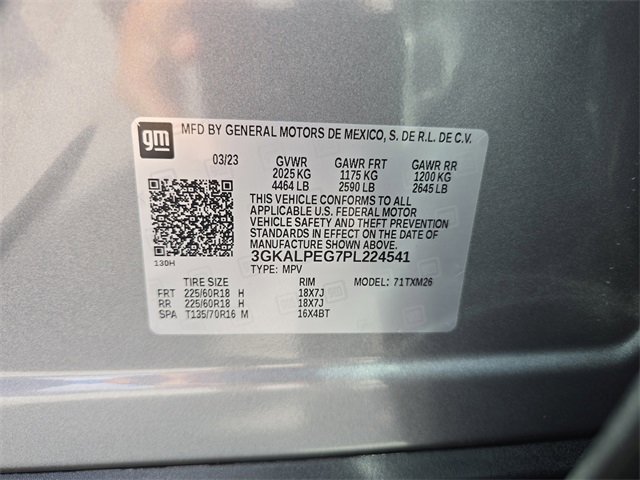 gm MFD BY GENERAL MOTORS DE MEXICO, S. DE R.L. DE C.V.
03/23 GVWR GAWR FRT GAWR RR
2025 KG 1175 KG 1200 KG
4464 LB 2590 LB 2645 LB
THIS VEHICLE CONFORMS TO ALL
APPLICABLE U.S. FEDERAL MOTOR
VEHICLE SAFETY AND THEFT PREVENTION
STANDARDS IN EFFECT ON THE DATE OF
MANUFACTURE SHOWN ABOVE.
3GKALPEG7PL224541
130H
TYPE: MPV MODEL: 71TXM26
TIRE SIZE RIM
FRT 225/60R18 H 18X7J
RR 225/60R18 H 18X7J
SPA T135/70R16 M 16X4BT